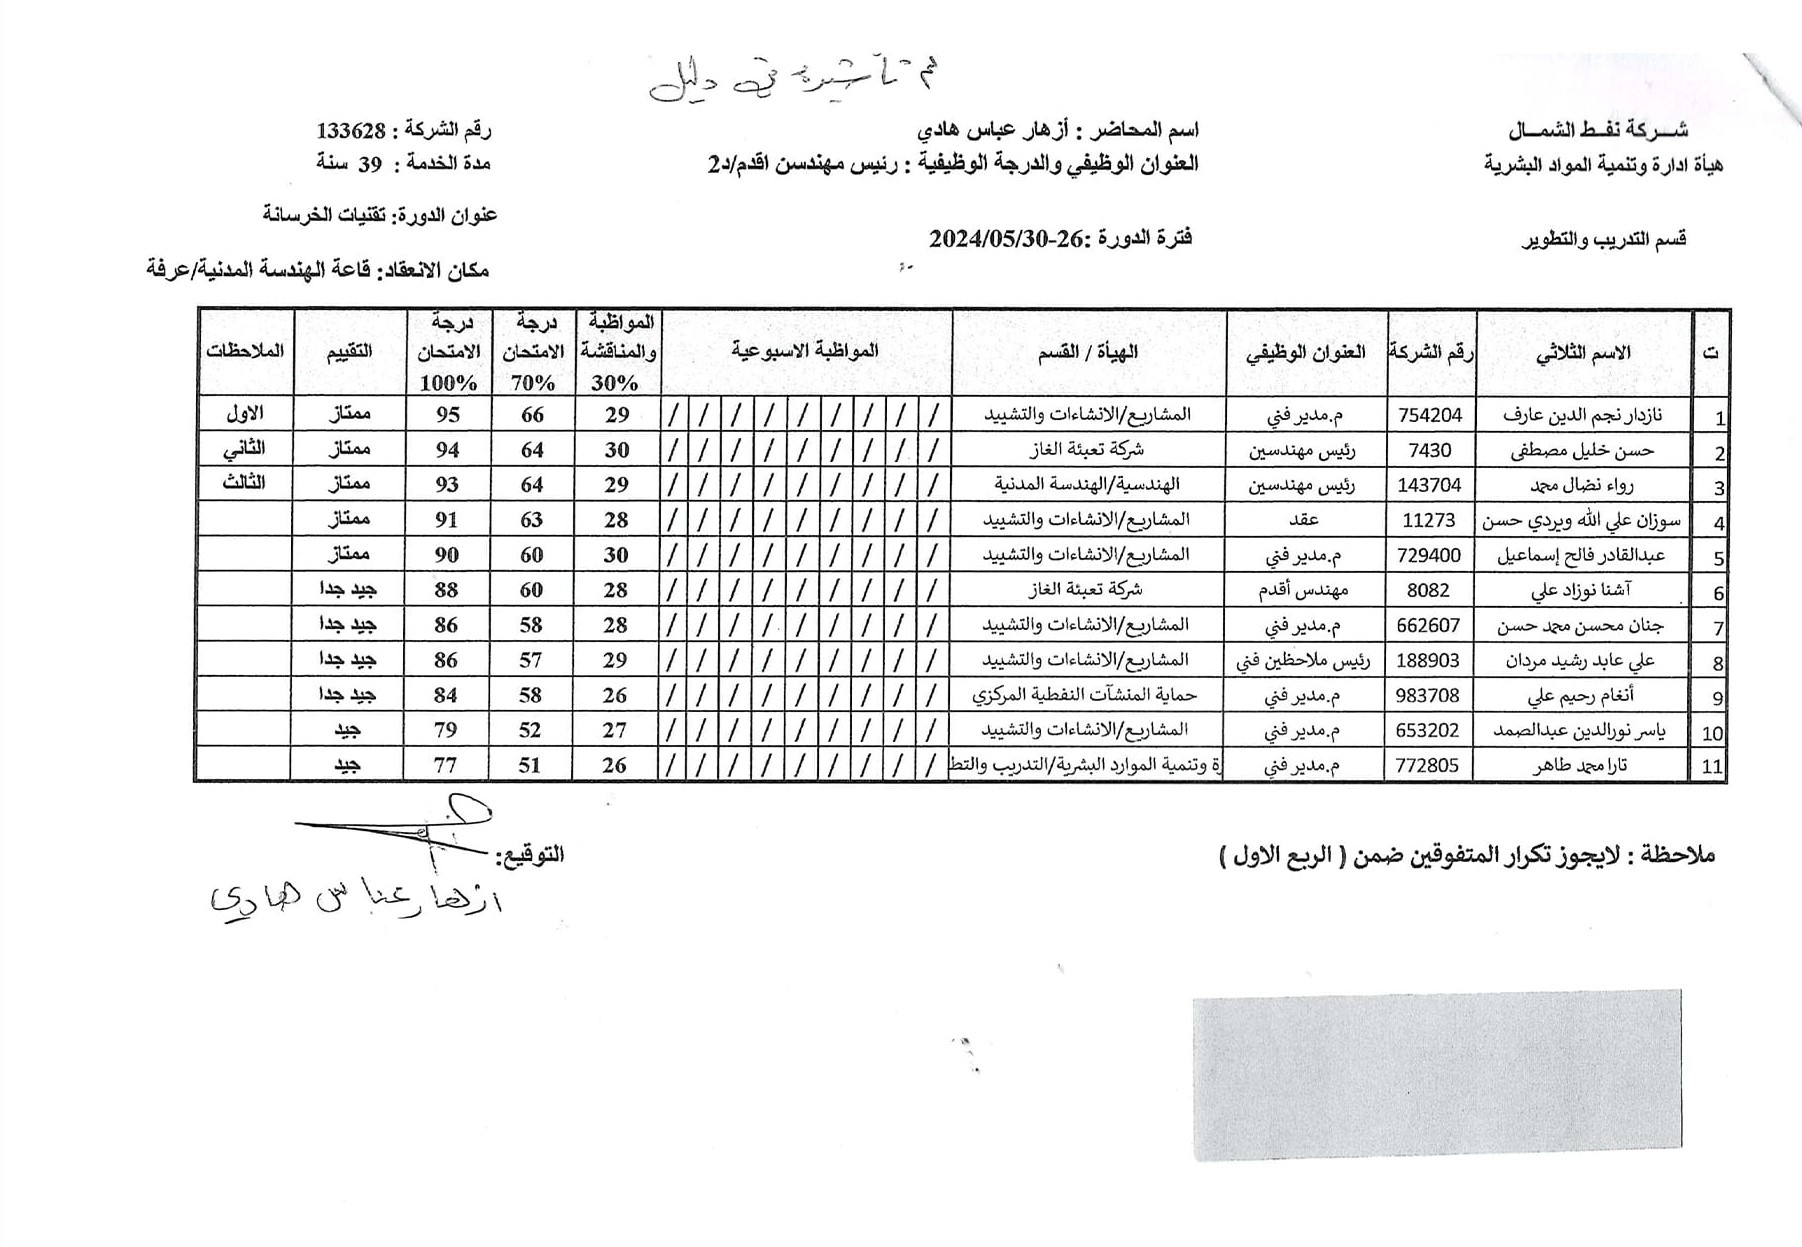 تم تأشيره في دليل
شـــركة نفــط الشمـــال
اسم المحاضر : أزهار عباس هادي
رقم الشركة : 133628
هيأة ادارة وتنمية المواد البشرية
العنوان الوظيفي والدرجة الوظيفية : رئيس مهندسن اقدم/د2
مدة الخدمة : 39 سنة
عنوان الدورة: تقنيات الخرسانة
قسم التدريب والتطوير
فترة الدورة :26-2024/05/30
مكان الانعقاد: قاعة الهندسة المدنية/عرفة
ت الاسم الثلاثي رقم الشركة العنوان الوظيفي الهيأة / القسم المواظبة الاسبوعية المواظبة والمناقشة 30% درجة الامتحان 70% درجة الامتحان 100% التقييم الملاحظات
1 نازدار نجم الدين عارف 754204 م.مدير فني المشاريع/الانشاءات والتشييد / / / / / / / / / 29 66 95 ممتاز الاول
2 حسن خليل مصطفى 7430 رئيس مهندسين شركة تعبئة الغاز / / / / / / / / / 30 64 94 ممتاز الثاني
3 رواء نضال محمد 143704 رئيس مهندسين الهندسية/الهندسة المدنية / / / / / / / / / 29 64 93 ممتاز الثالث
4 سوزان علي الله ويردي حسن 11273 عقد المشاريع/الانشاءات والتشييد / / / / / / / / / 28 63 91 ممتاز
5 عبدالقادر فالح إسماعيل 729400 م.مدير فني المشاريع/الانشاءات والتشييد / / / / / / / / / 30 60 90 ممتاز
6 آشنا نوزاد علي 8082 مهندس أقدم شركة تعبئة الغاز / / / / / / / / / 28 60 88 جيد جدا
7 جنان محسن محمد حسن 662607 م.مدير فني المشاريع/الانشاءات والتشييد / / / / / / / / / 28 58 86 جيد جدا
8 علي عابد رشيد مردان 188903 رئيس ملاحظين فني المشاريع/الانشاءات والتشييد / / / / / / / / / 29 57 86 جيد جدا
9 أنغام رحيم علي 983708 م.مدير فني حماية المنشآت النفطية المركزي / / / / / / / / / 26 58 84 جيد جدا
10 ياسر نورالدين عبدالصمد 653202 م.مدير فني المشاريع/الانشاءات والتشييد / / / / / / / / / 27 52 79 جيد
11 تارا محمد طاهر 772805 م.مدير فني ة وتنمية الموارد البشرية/التدريب والتط / / / / / / / / / 26 51 77 جيد
ملاحظة : لايجوز تكرار المتفوقين ضمن ( الربع الاول )
التوقيع:
ازهار عباس هادي